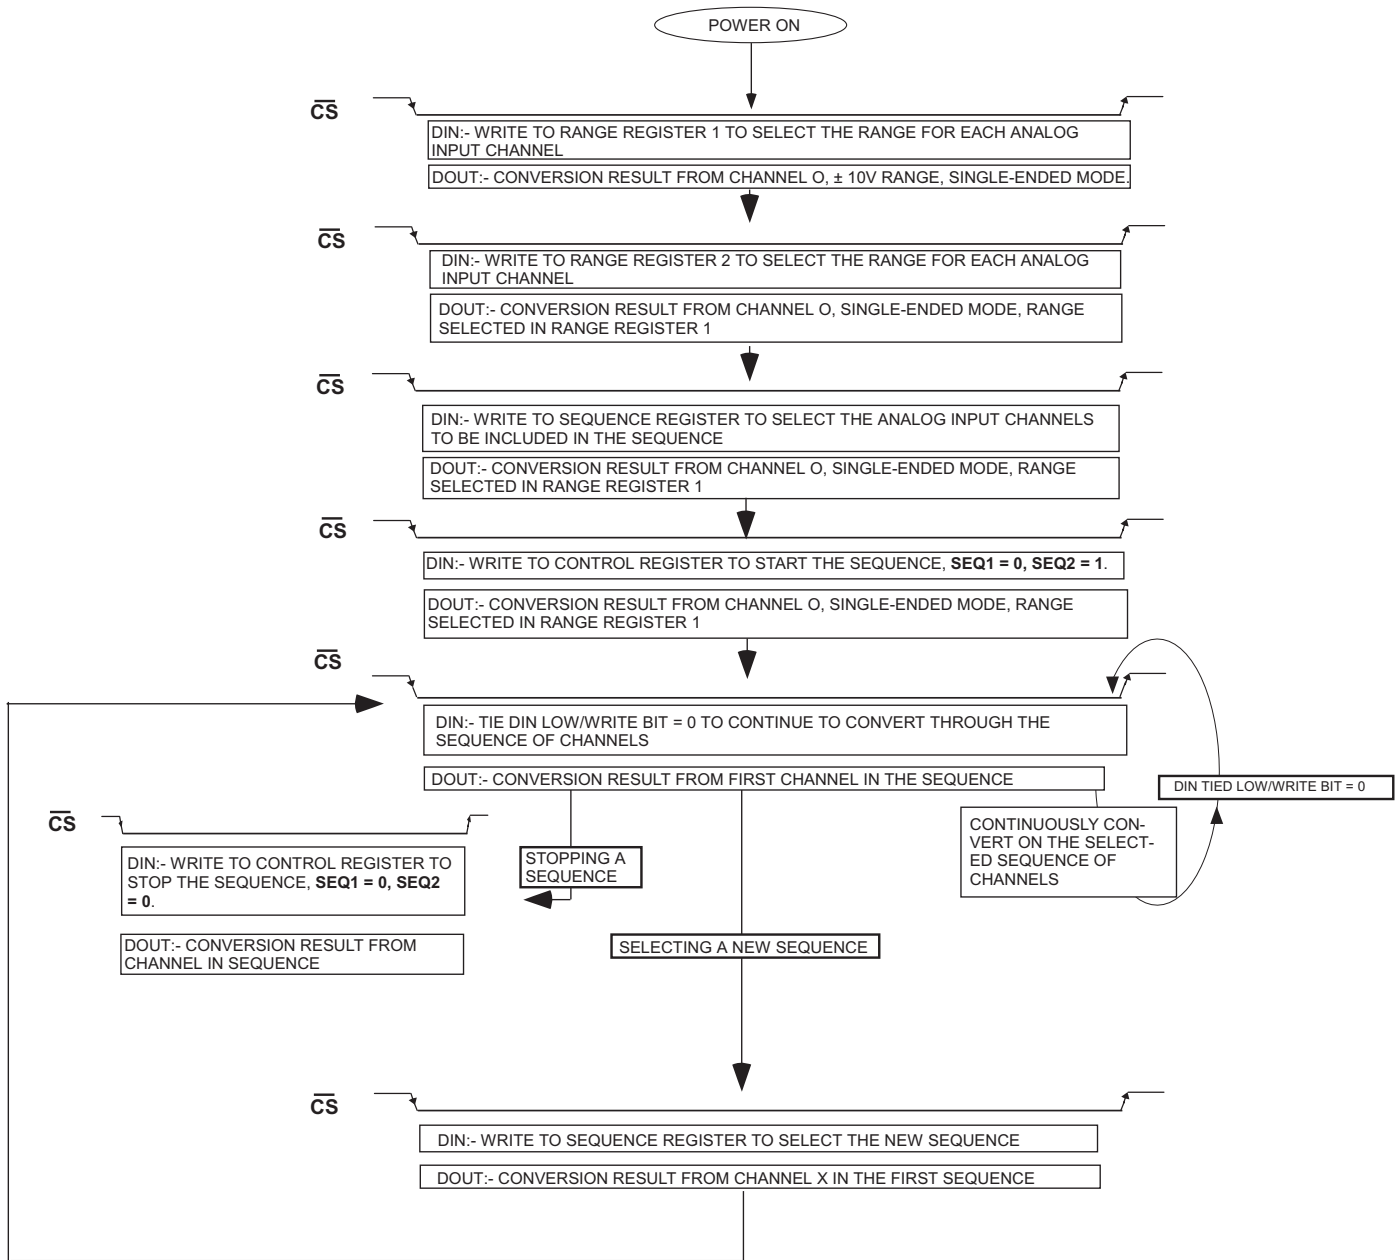 POWER ON
CS
DIN:- WRITE TO RANGE REGISTER 1 TO SELECT THE RANGE FOR EACH ANALOG
INPUT CHANNEL
DOUT:- CONVERSION RESULT FROM CHANNEL O, ± 10V RANGE, SINGLE-ENDED MODE.
CS
DIN:- WRITE TO RANGE REGISTER 2 TO SELECT THE RANGE FOR EACH ANALOG
INPUT CHANNEL
DOUT:- CONVERSION RESULT FROM CHANNEL O, SINGLE-ENDED MODE, RANGE
SELECTED IN RANGE REGISTER 1
CS
DIN:- WRITE TO SEQUENCE REGISTER TO SELECT THE ANALOG INPUT CHANNELS
TO BE INCLUDED IN THE SEQUENCE
DOUT:- CONVERSION RESULT FROM CHANNEL O, SINGLE-ENDED MODE, RANGE
SELECTED IN RANGE REGISTER 1
CS
DIN:- WRITE TO CONTROL REGISTER TO START THE SEQUENCE, SEQ1 = 0, SEQ2 = 1.
DOUT:- CONVERSION RESULT FROM CHANNEL O, SINGLE-ENDED MODE, RANGE
SELECTED IN RANGE REGISTER 1
CS
DIN:- TIE DIN LOW/WRITE BIT = 0 TO CONTINUE TO CONVERT THROUGH THE
SEQUENCE OF CHANNELS
DOUT:- CONVERSION RESULT FROM FIRST CHANNEL IN THE SEQUENCE
DIN TIED LOW/WRITE BIT = 0
CONTINUOUSLY CON-
VERT ON THE SELECT-
ED SEQUENCE OF
CHANNELS
CS
DIN:- WRITE TO CONTROL REGISTER TO
STOP THE SEQUENCE, SEQ1 = 0, SEQ2
= 0.
DOUT:- CONVERSION RESULT FROM
CHANNEL IN SEQUENCE
STOPPING A
SEQUENCE
SELECTING A NEW SEQUENCE
CS
DIN:- WRITE TO SEQUENCE REGISTER TO SELECT THE NEW SEQUENCE
DOUT:- CONVERSION RESULT FROM CHANNEL X IN THE FIRST SEQUENCE